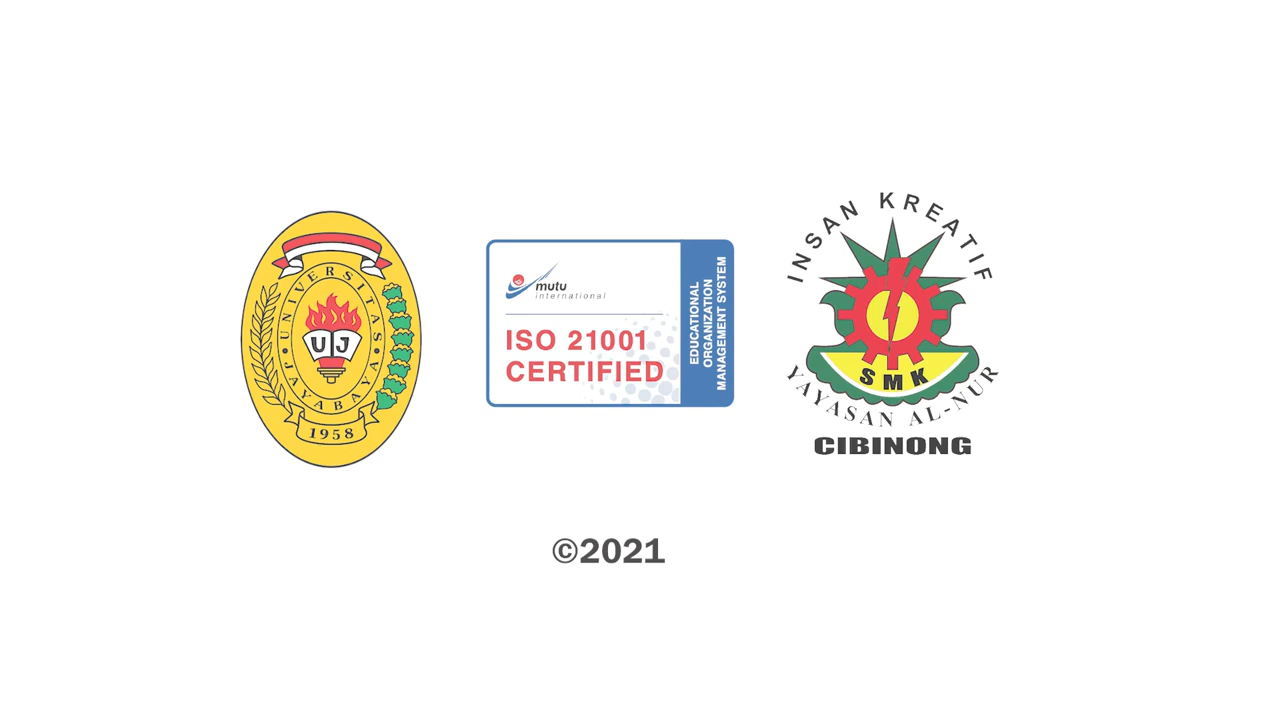 UNIVERSITAS
JAYABAYA
U J
1958
mutu
international
ISO 21001
CERTIFIED
EDUCATIONAL
ORGANIZATION
MANAGEMENT SYSTEM
INSAN KREATIF
SMK
YAYASAN AL-NUR
CIBINONG
©2021